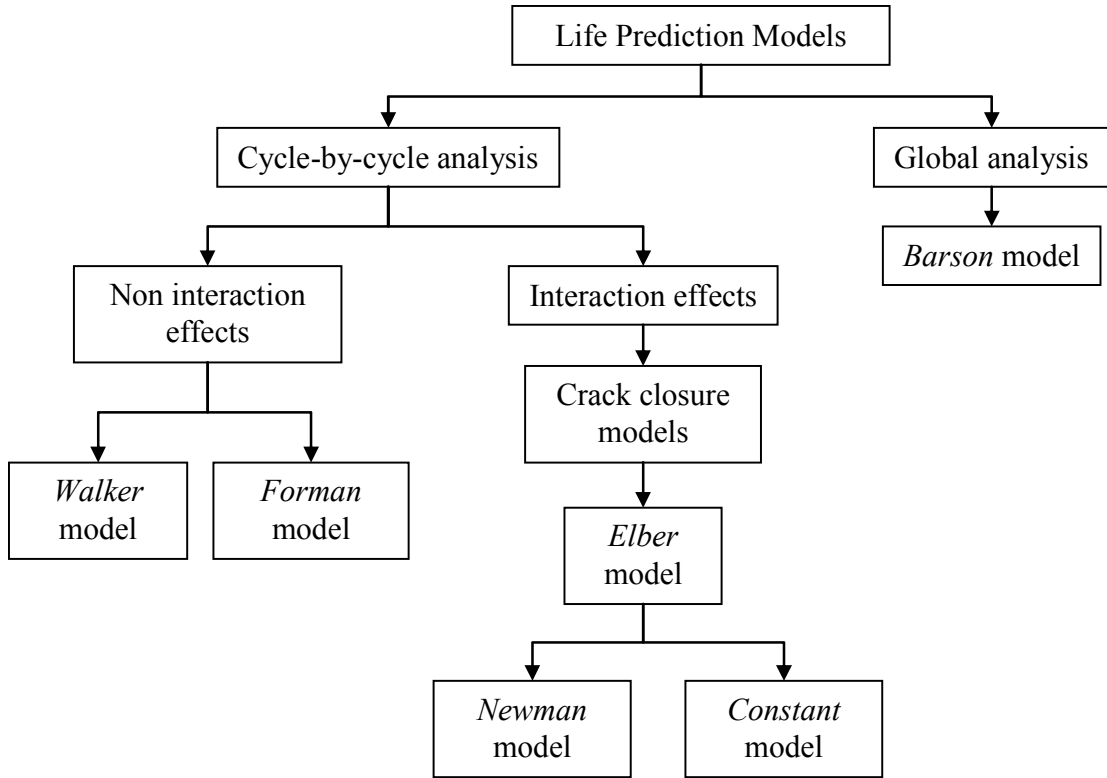 Life Prediction Models
Cycle-by-cycle analysis
Global analysis
Barson model
Non interaction
effects
Interaction effects
Crack closure
models
Walker
model
Forman
model
Elber
model
Newman
model
Constant
model